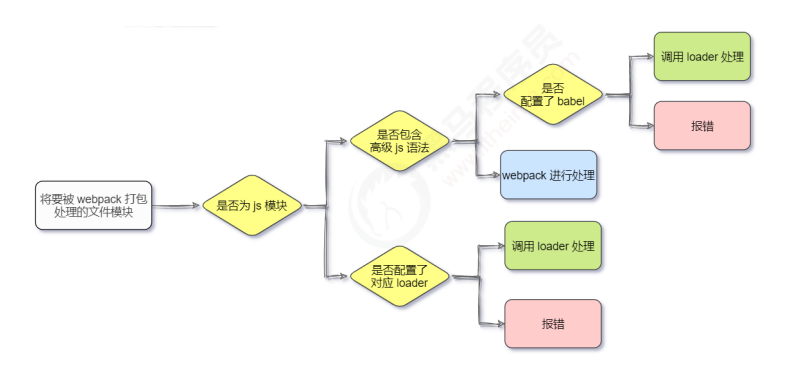 将要被 webpack 打包
处理的文件模块
是否为 js 模块
是否包含
高级 js 语法
是否
配置了 babel
调用 loader 处理
报错
webpack 进行处理
是否配置了
对应 loader
调用 loader 处理
报错